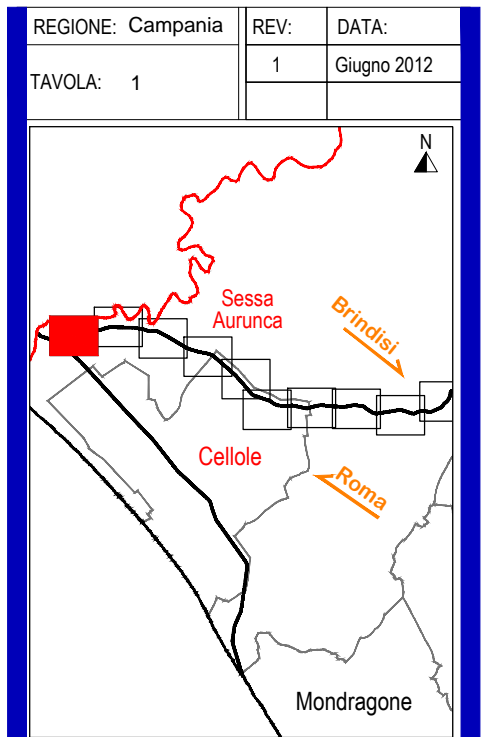 REGIONE: Campania
REV:
DATA:
TAVOLA: 1
1
Giugno 2012
N
Sessa
Aurunca
Brindisi
Cellole
Roma
Mondragone